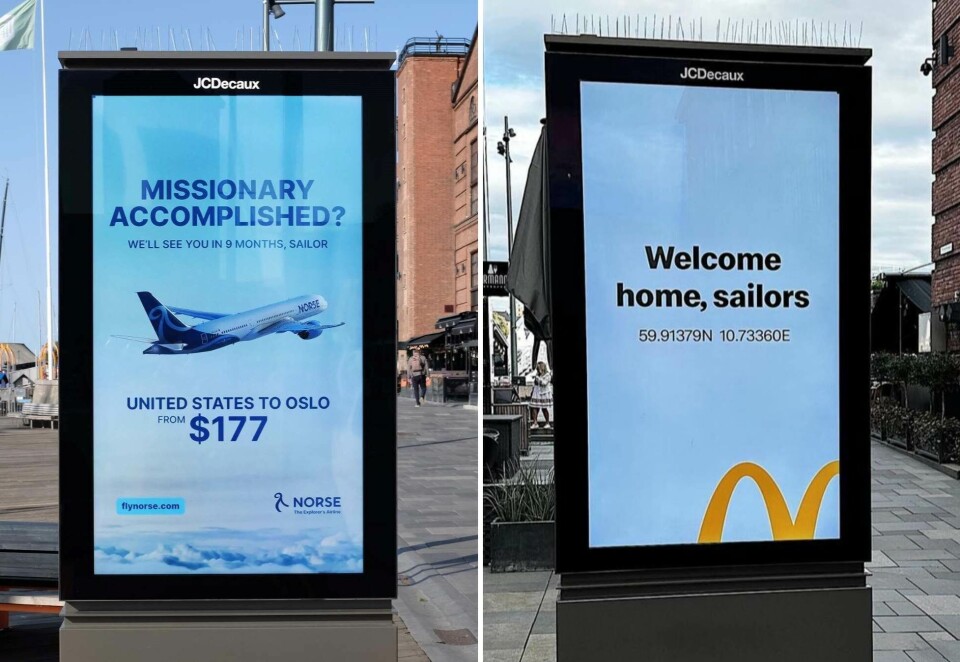 JCDecaux
MISSIONARY
ACCOMPLISHED?
WE'LL SEE YOU IN 9 MONTHS, SAILOR
NORSE
UNITED STATES TO OSLO
FROM $177
flynorse.com
NORSE
The Explorer's Airline
JCDecaux
Welcome
home, sailors
59.91379N 10.73360E